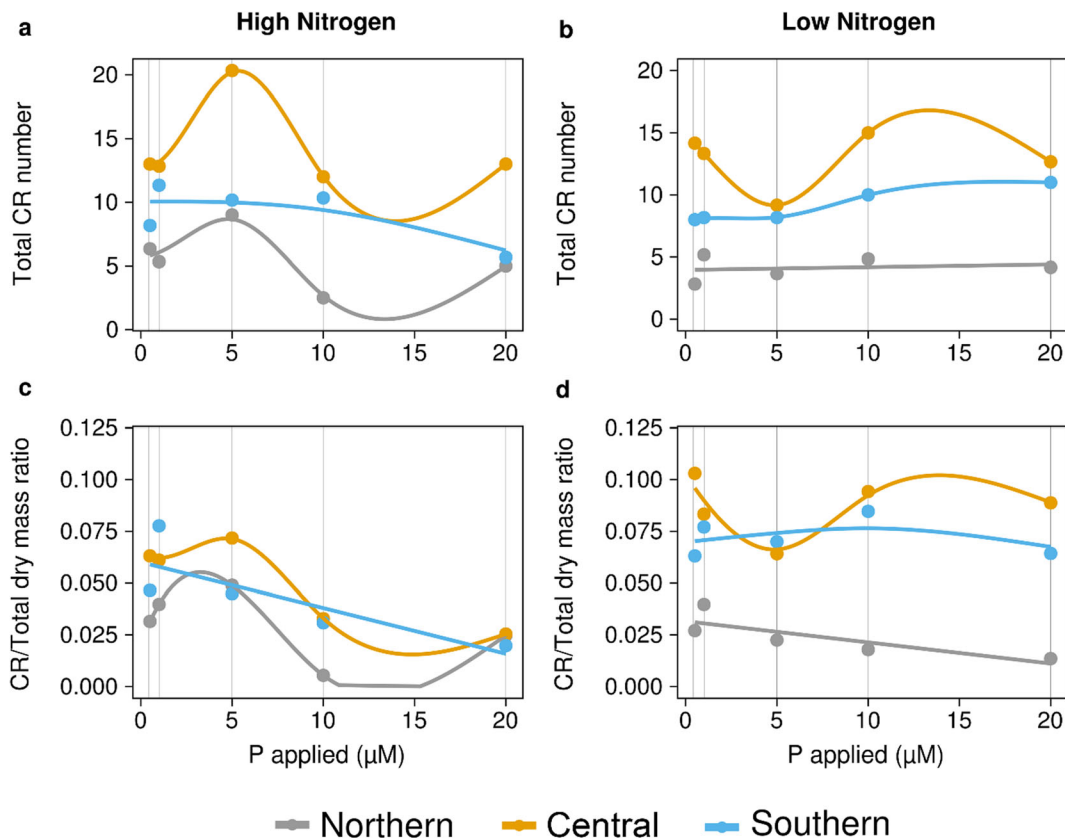 a High Nitrogen
b Low Nitrogen
Total CR number
20
15
10
5
0
0 5 10 15 20
Total CR number
20
15
10
5
0
0 5 10 15 20
c
CR/Total dry mass ratio
0.125
0.100
0.075
0.050
0.025
0.000
0 5 10 15 20
P applied (µM)
d
CR/Total dry mass ratio
0.125
0.100
0.075
0.050
0.025
0.000
0 5 10 15 20
P applied (µM)
Northern Central Southern